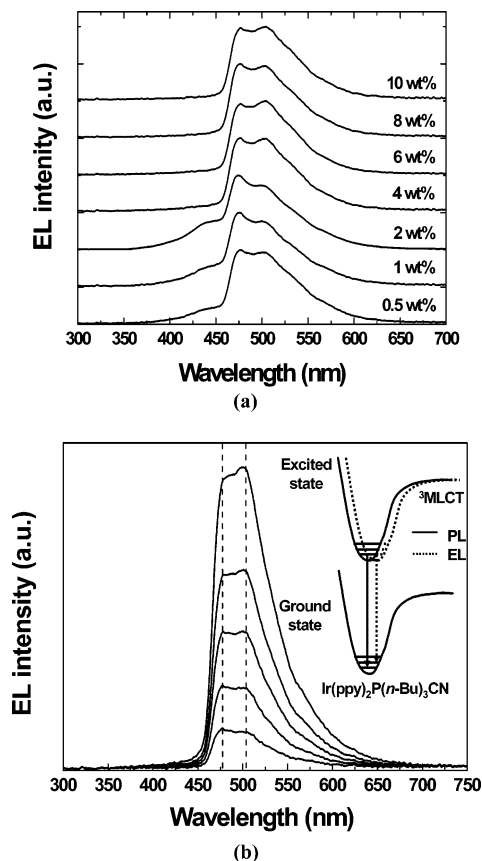 EL intenity (a.u.)
10 wt%
8 wt%
6 wt%
4 wt%
2 wt%
1 wt%
0.5 wt%
300 350 400 450 500 550 600 650 700
Wavelength (nm)
(a)
EL intensity (a.u.)
Excited
state
³MLCT
PL
EL
Ground
state
Ir(ppy)₂P(n-Bu)₃CN
300 350 400 450 500 550 600 650 700 750
Wavelength (nm)
(b)